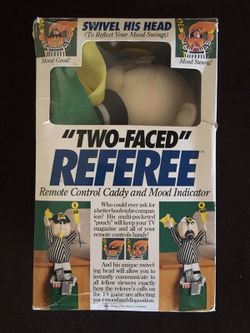 SWIVEL HIS HEAD
(To Reflect Your Mood Swings)
Mood Good!
Mood Swing!
"TWO-FACED"
REFEREE
Remote Control Caddy and Mood Indicator
Who could ever ask for
a better boob-tube compan-
ion? His multi-pocketed
"pouch" will keep your TV
magazine and all of your
remote controls handy!
And his unique swivel-
ing head will allow you to
instantly communicate to
all fellow viewers exactly
how the referee's calls on
the TV game are affecting
your mood and disposition!